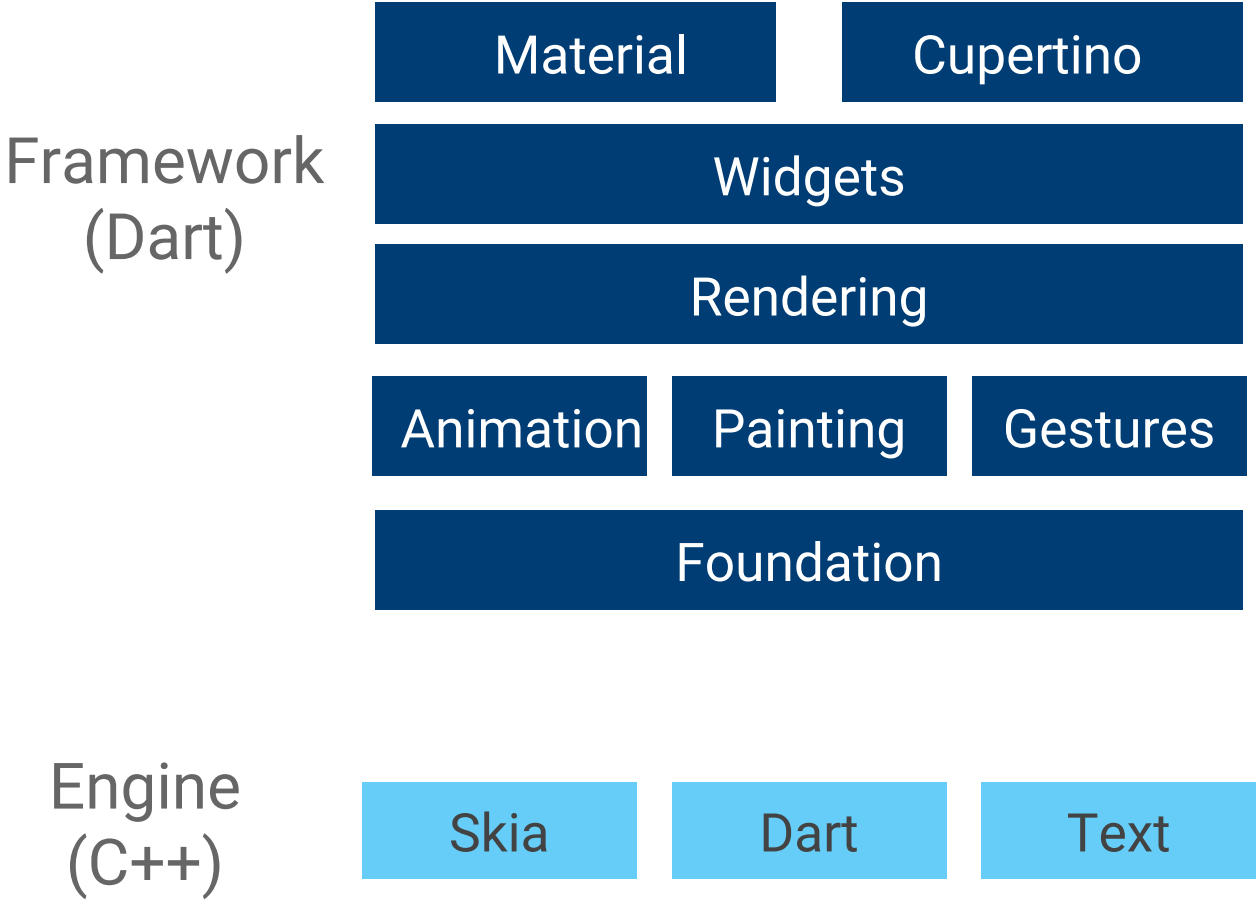 Material
Cupertino
Framework
(Dart)
Widgets
Rendering
Animation
Painting
Gestures
Foundation
Engine
(C++)
Skia
Dart
Text